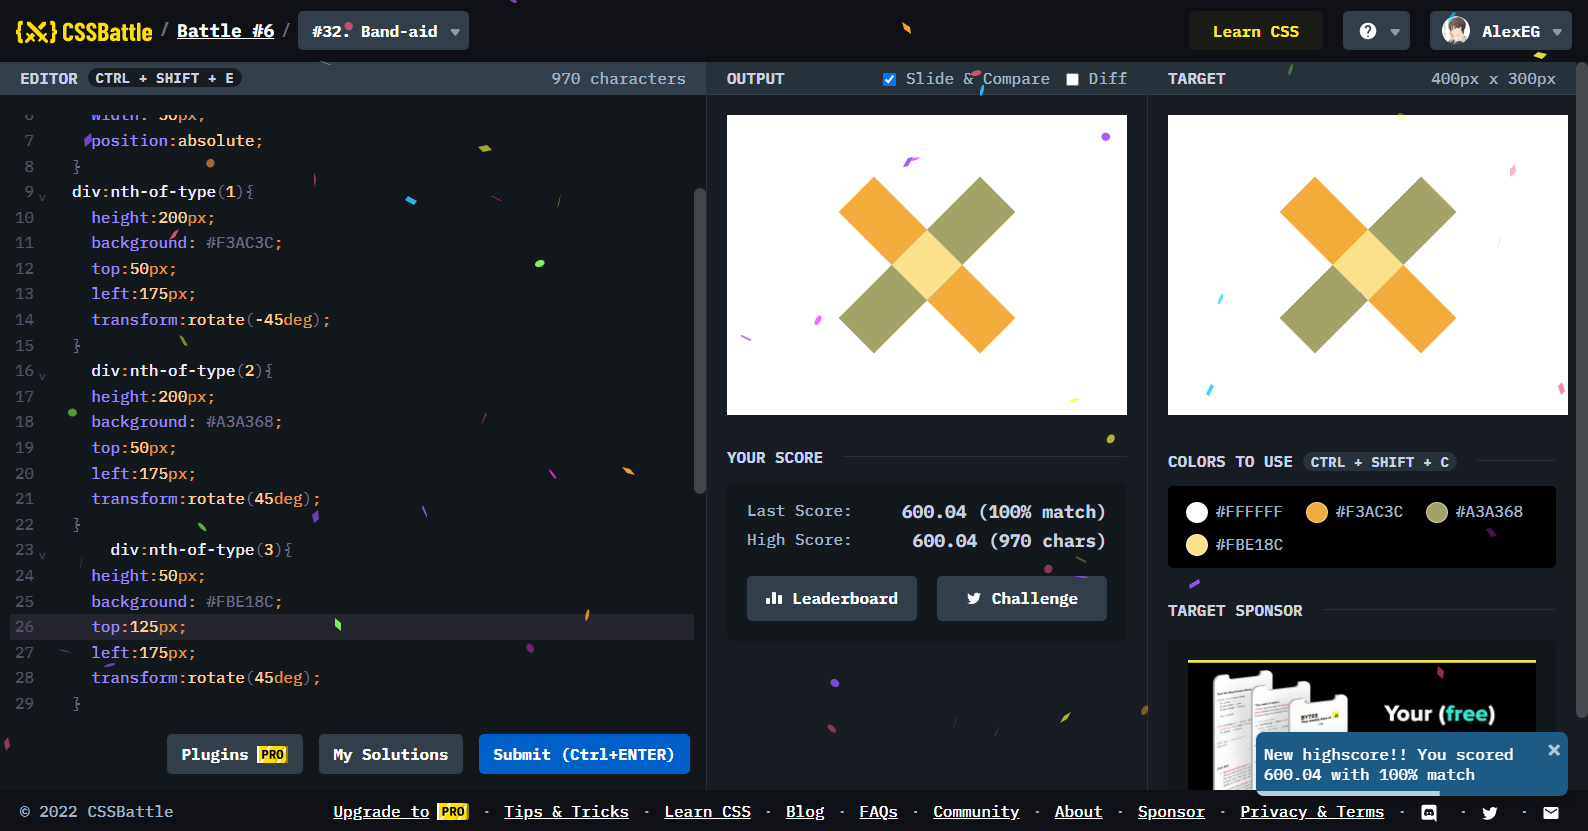 {X} CSSBattle / Battle #6 / #32. Band-aid
Learn CSS
?
AlexEG
EDITOR CTRL + SHIFT + E
970 characters
OUTPUT
Slide & Compare
Diff
TARGET
400px x 300px
6 width: 50px;
7 position:absolute;
8 }
9 div:nth-of-type(1){
10 height:200px;
11 background: #F3AC3C;
12 top:50px;
13 left:175px;
14 transform:rotate(-45deg);
15 }
16 div:nth-of-type(2){
17 height:200px;
18 background: #A3A368;
19 top:50px;
20 left:175px;
21 transform:rotate(45deg);
22 }
23 div:nth-of-type(3){
24 height:50px;
25 background: #FBE18C;
26 top:125px;
27 left:175px;
28 transform:rotate(45deg);
29 }
Plugins PRO
My Solutions
Submit (Ctrl+ENTER)
YOUR SCORE
Last Score: 600.04 (100% match)
High Score: 600.04 (970 chars)
Leaderboard
Challenge
COLORS TO USE CTRL + SHIFT + C
#FFFFFF #F3AC3C #A3A368
#FBE18C
TARGET SPONSOR
BYTES
Your (free)
New highscore!! You scored
600.04 with 100% match
© 2022 CSSBattle
Upgrade to PRO · Tips & Tricks · Learn CSS · Blog · FAQs · Community · About · Sponsor · Privacy & Terms · · ·